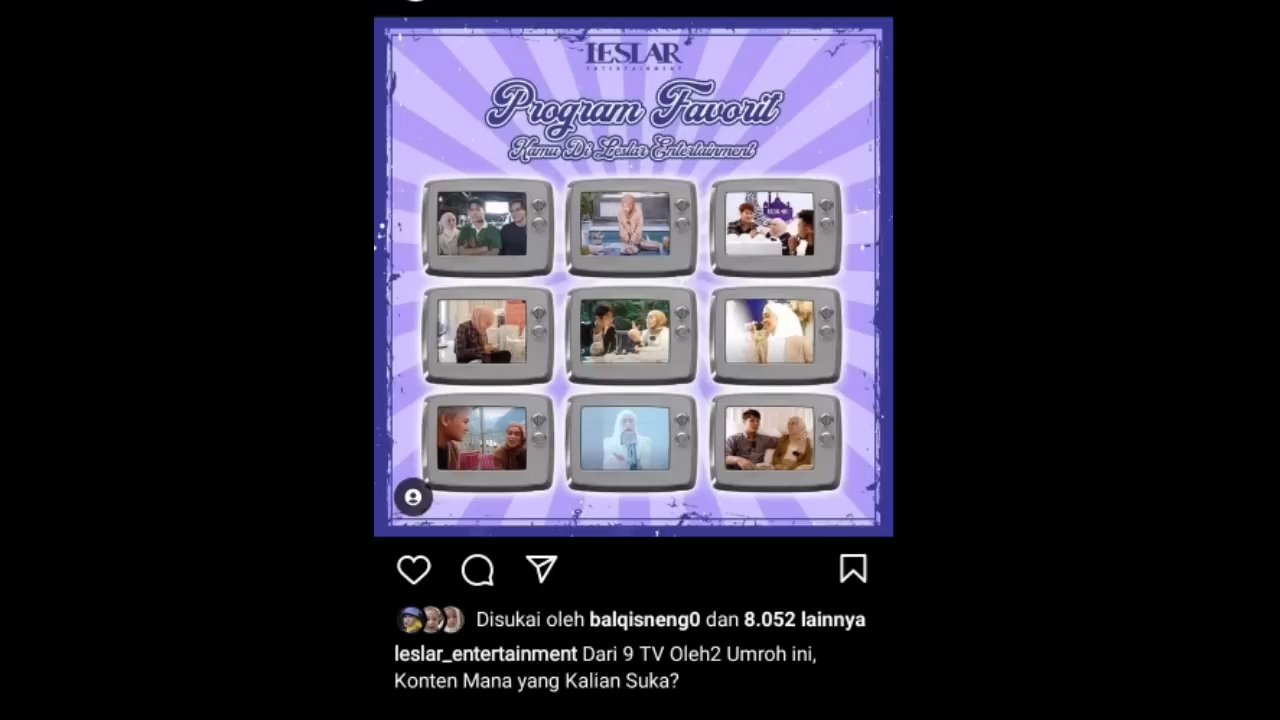 LESLAR
ENTERTAINMENT
Program Favorit
Kamu Di Leslar Entertainment
Disukai oleh balqisneng0 dan 8.052 lainnya
leslar_entertainment Dari 9 TV Oleh2 Umroh ini,
Konten Mana yang Kalian Suka?